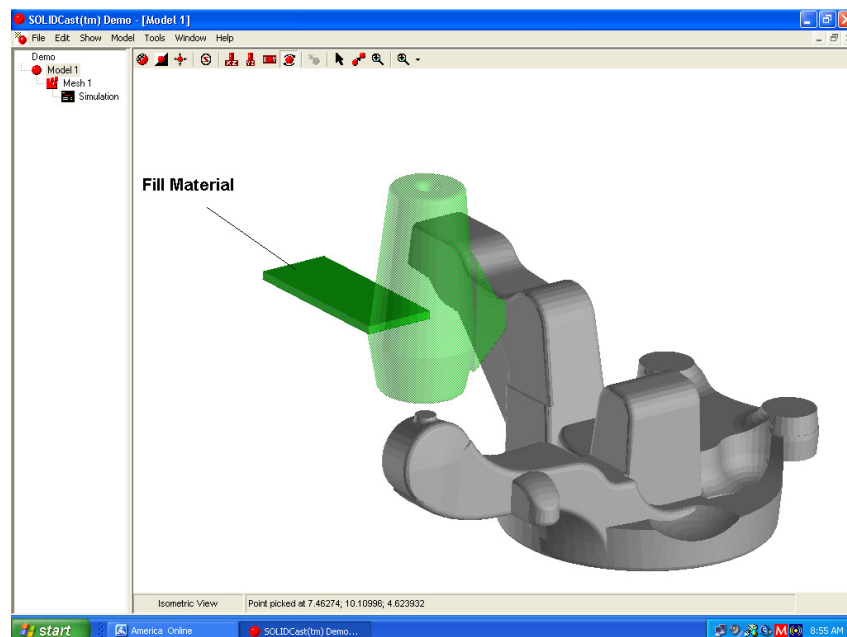 SOLIDCast(tm) Demo - [Model 1]
File Edit Show Model Tools Window Help
Demo
Model 1
Mesh 1
Simulation
Fill Material
Isometric View
Point picked at 7.46274; 10.10996; 4.623932
start
America Online
SOLIDCast(tm) Demo...
M
8:55 AM